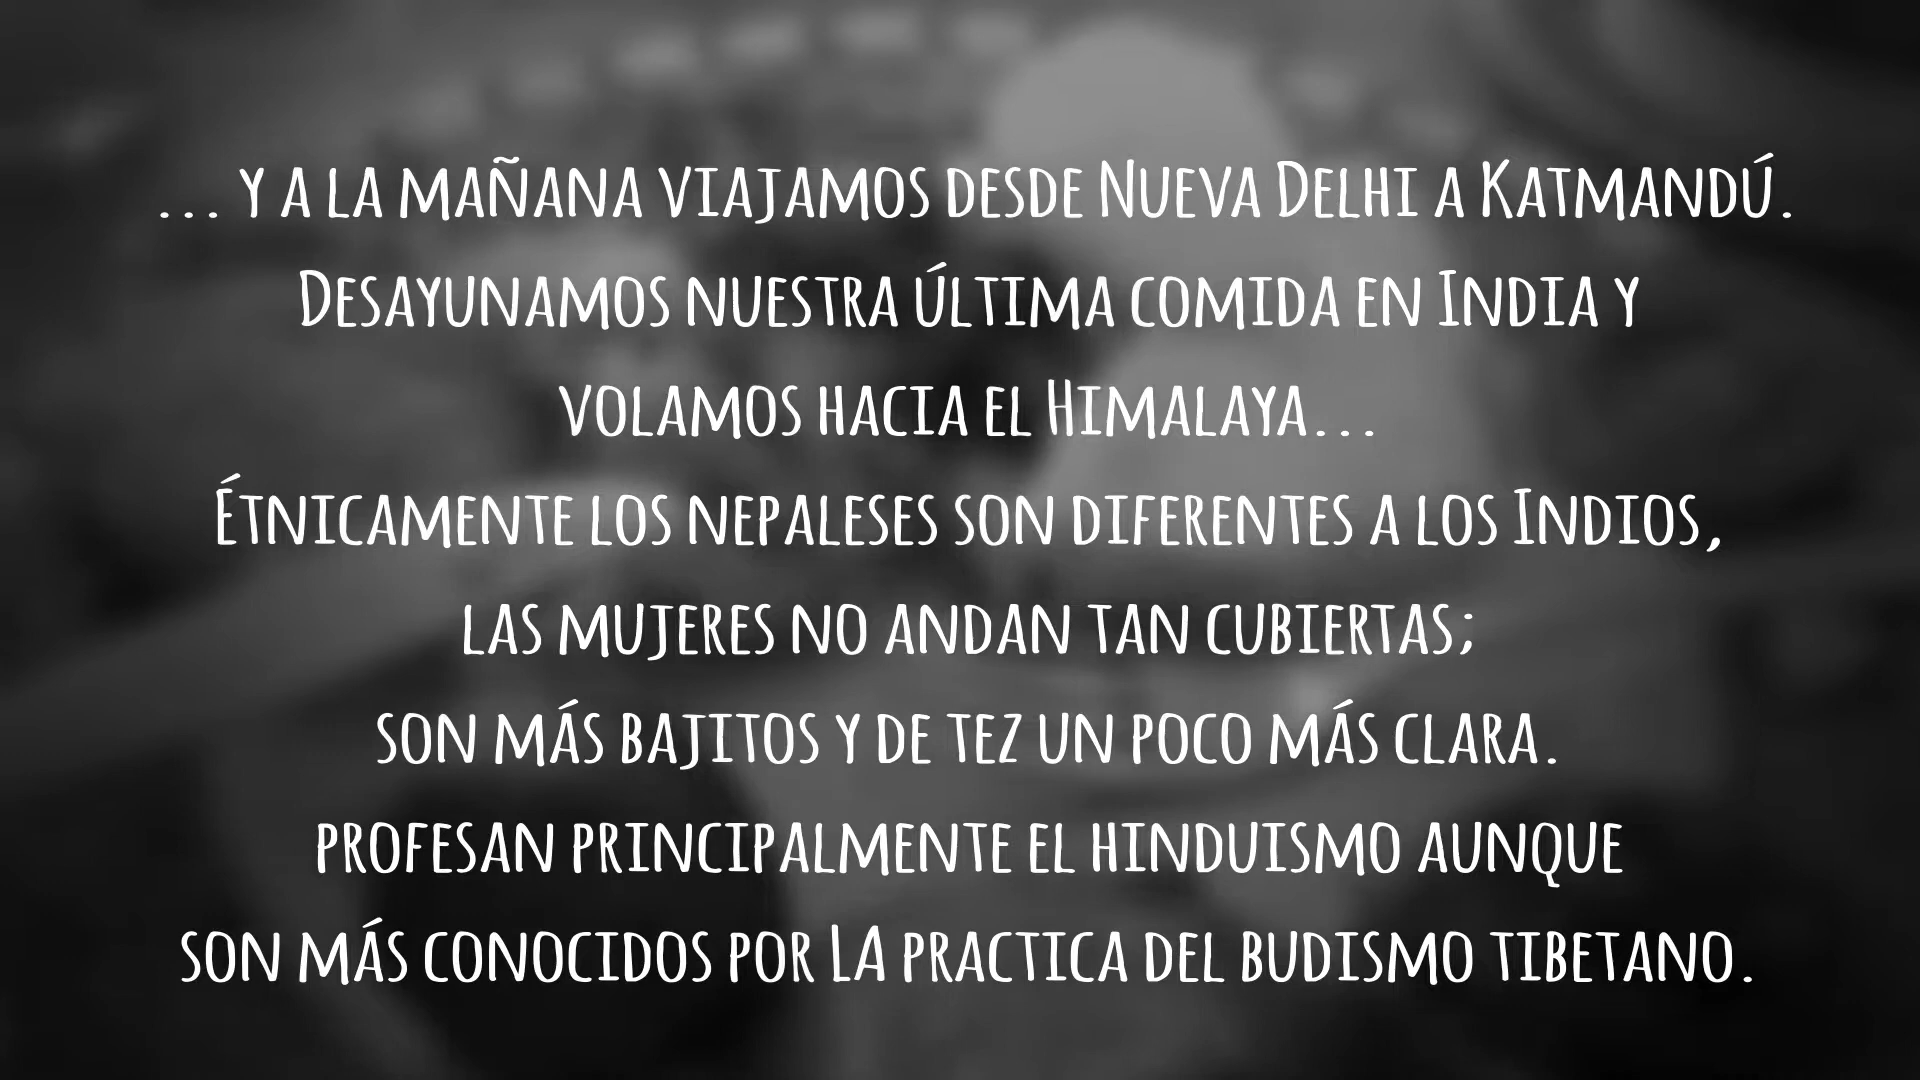 ... y a la mañana viajamos desde Nueva Delhi a Katmandú.
Desayunamos nuestra última comida en India y
volamos hacia el Himalaya...
Étnicamente los nepaleses son diferentes a los Indios,
las mujeres no andan tan cubiertas;
son más bajitos y de tez un poco más clara.
profesan principalmente el hinduismo aunque
son más conocidos por LA practica del budismo tibetano.